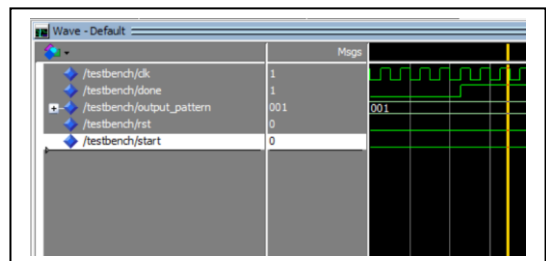 Wave - Default
Msgs
/testbench/clk 1
/testbench/done 1
/testbench/output_pattern 001 001
/testbench/rst 0
/testbench/start 0